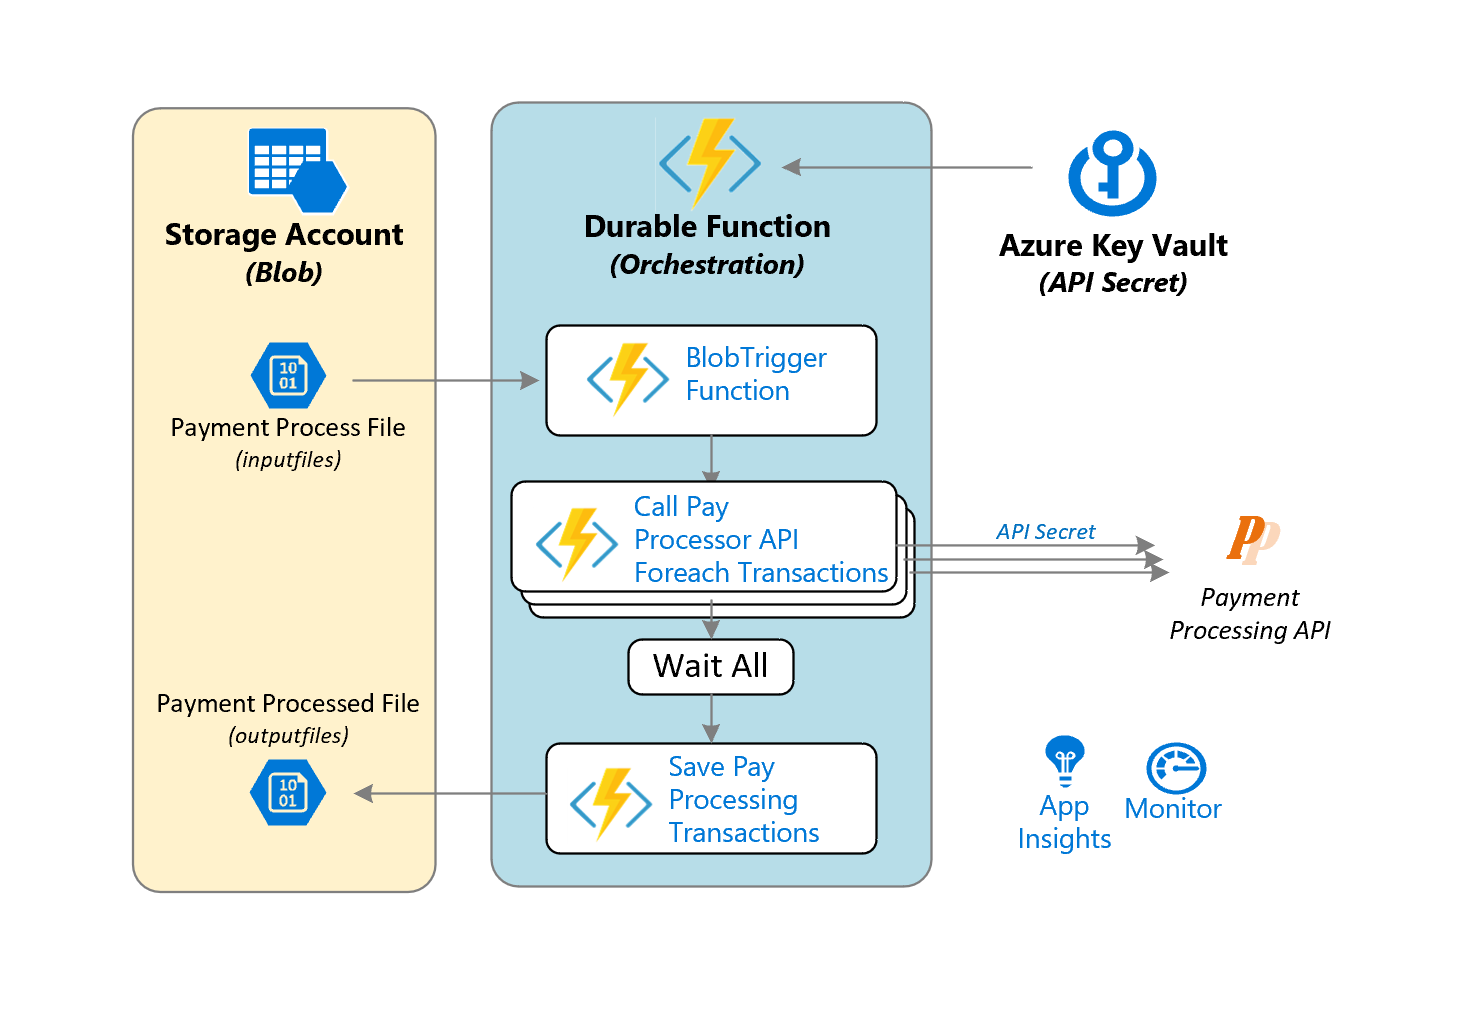 Storage Account
(Blob)
Payment Process File
(inputfiles)
Payment Processed File
(outputfiles)
10
01
10
01
Durable Function
(Orchestration)
BlobTrigger
Function
Call Pay
Processor API
Foreach Transactions
Wait All
Save Pay
Processing
Transactions
Azure Key Vault
(API Secret)
API Secret
PP
Payment
Processing API
App
Insights
Monitor